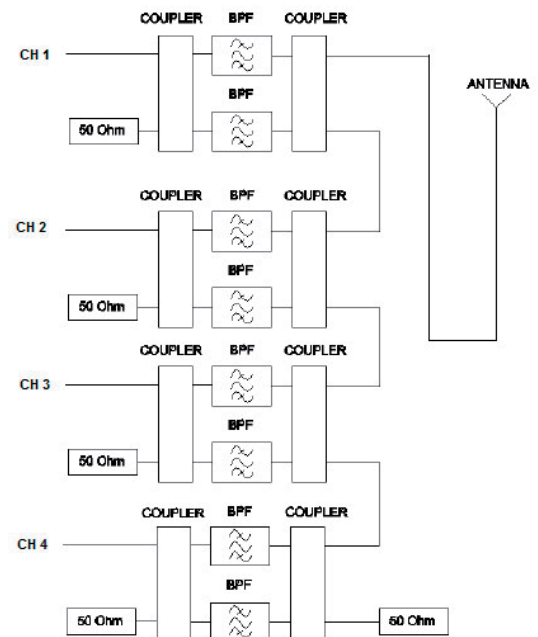 COUPLER BPF COUPLER
CH 1
ANTENNA
BPF
50 Ohm
COUPLER BPF COUPLER
CH 2
BPF
50 Ohm
COUPLER BPF COUPLER
CH 3
BPF
50 Ohm
COUPLER BPF COUPLER
CH 4
BPF
50 Ohm 50 Ohm